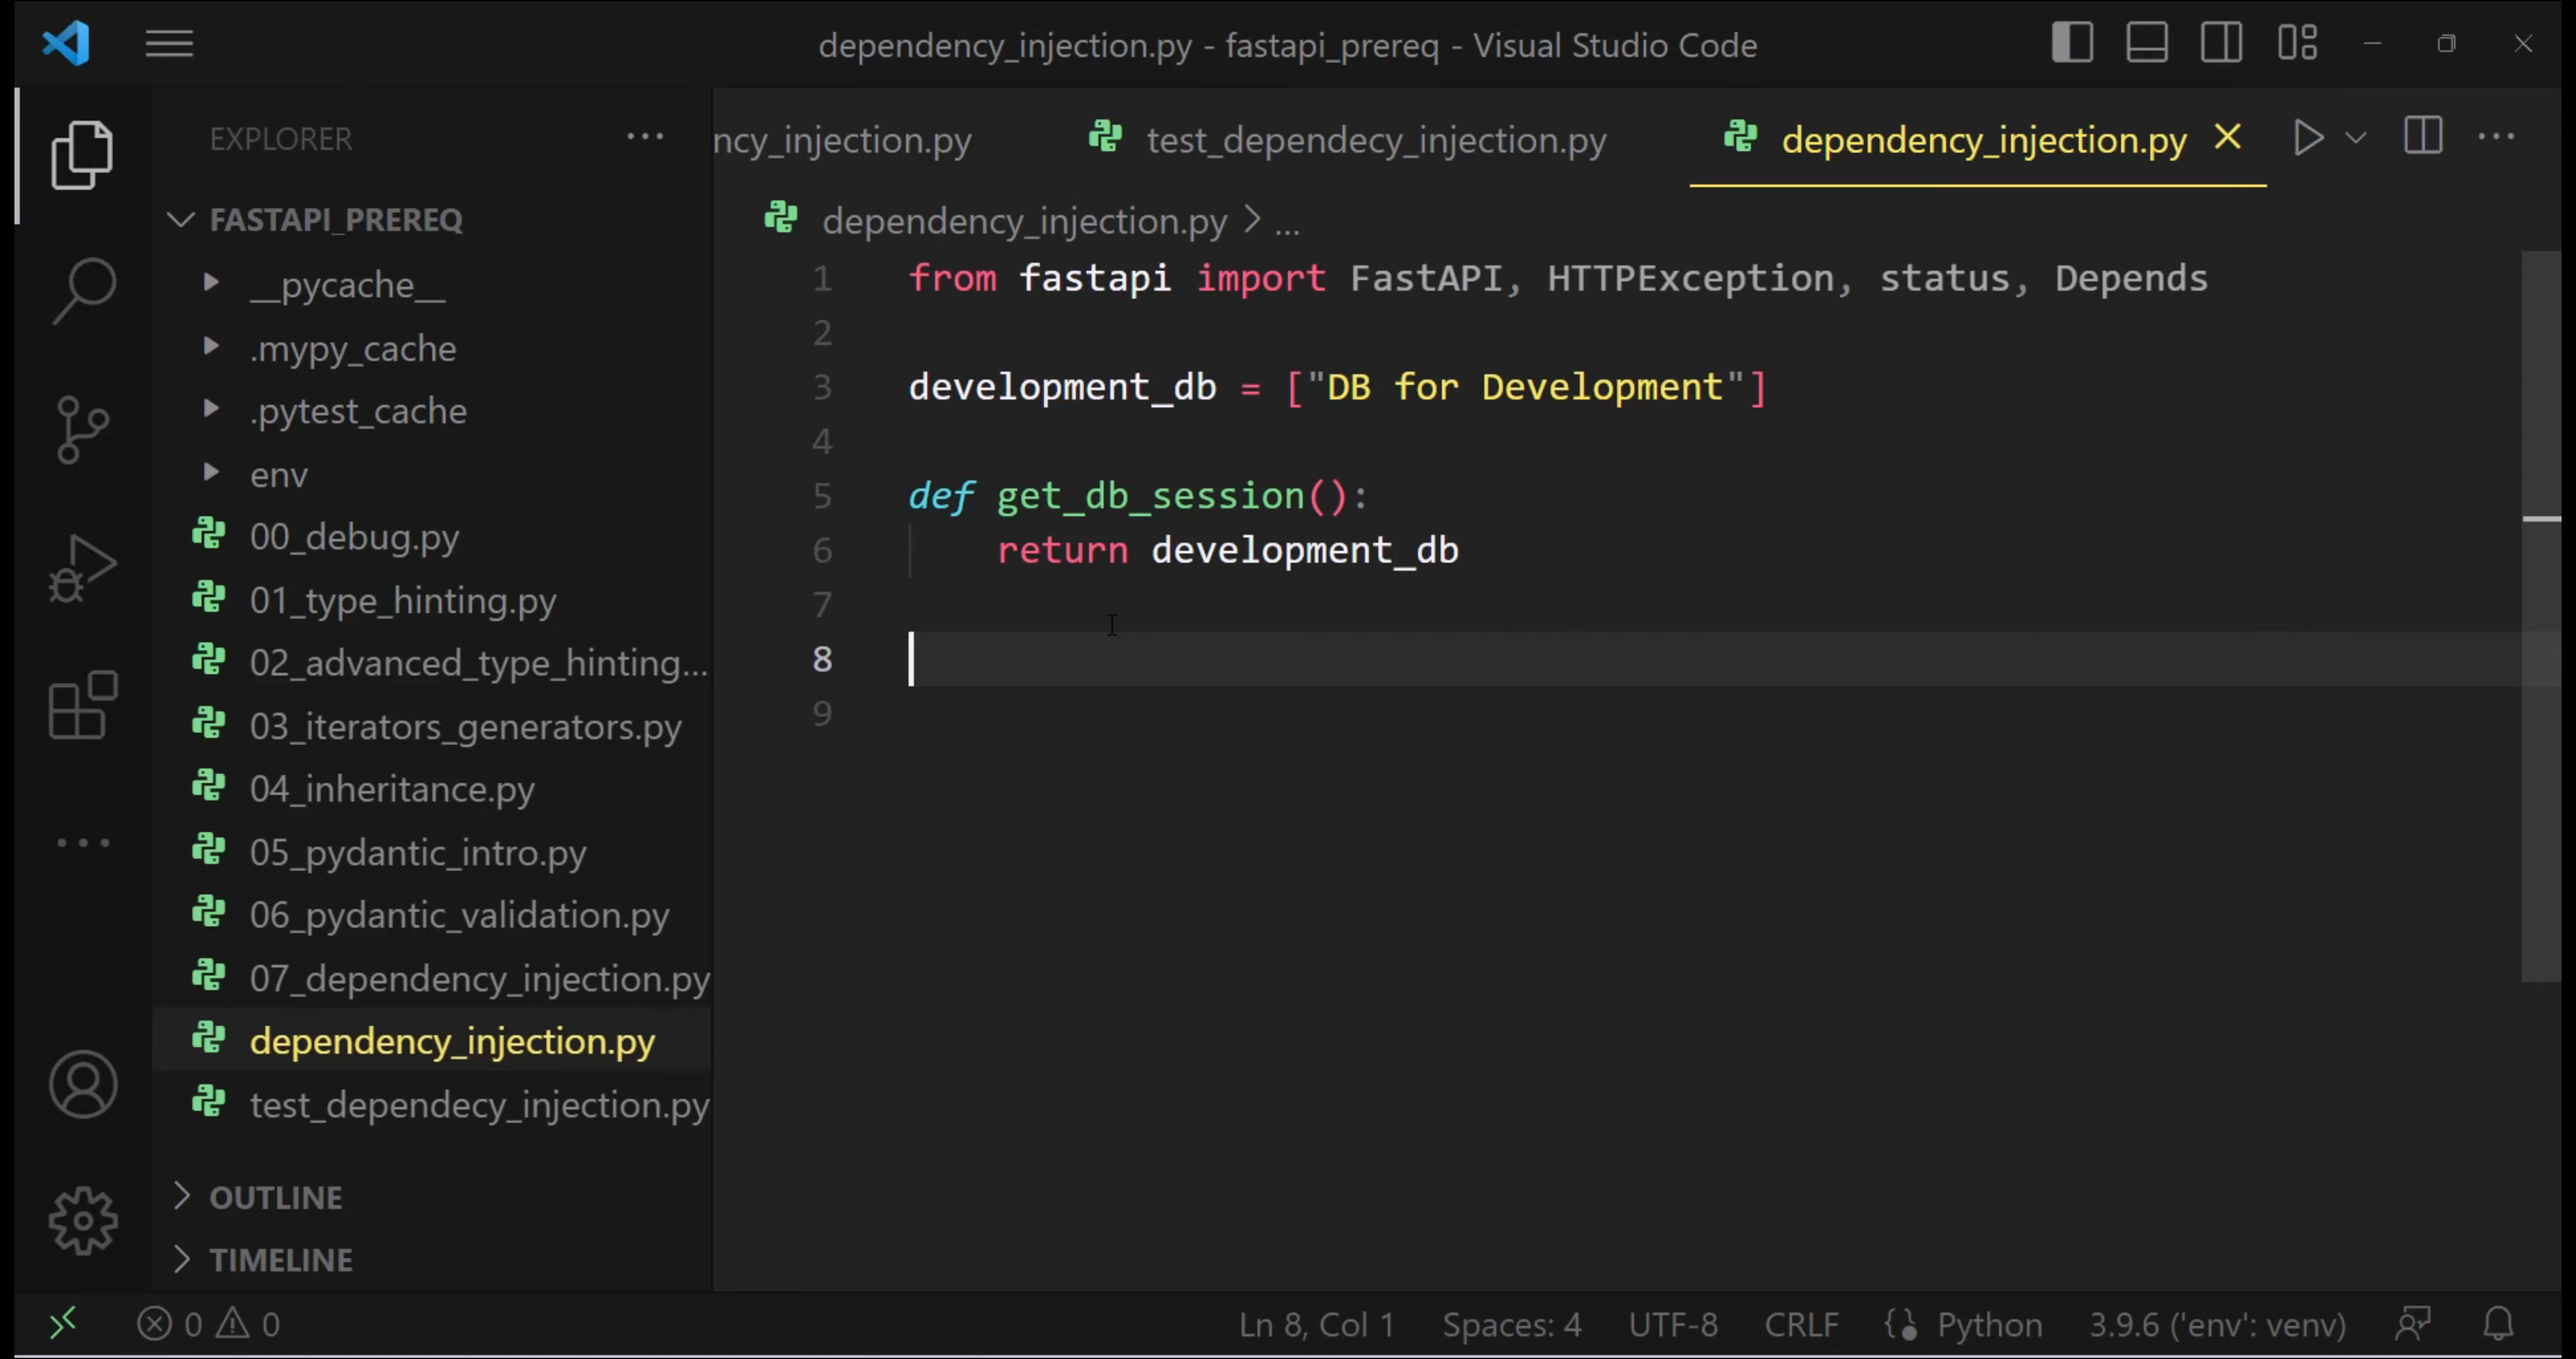 dependency_injection.py - fastapi_prereq - Visual Studio Code
EXPLORER
FASTAPI_PREREQ
__pycache__
.mypy_cache
.pytest_cache
env
00_debug.py
01_type_hinting.py
02_advanced_type_hinting...
03_iterators_generators.py
04_inheritance.py
05_pydantic_intro.py
06_pydantic_validation.py
07_dependency_injection.py
dependency_injection.py
test_dependecy_injection.py
OUTLINE
TIMELINE
ncy_injection.py test_dependecy_injection.py dependency_injection.py
dependency_injection.py > ...
1 from fastapi import FastAPI, HTTPException, status, Depends
2
3 development_db = ["DB for Development"]
4
5 def get_db_session():
6 return development_db
7
8
9
0 0 Ln 8, Col 1 Spaces: 4 UTF-8 CRLF Python 3.9.6 ('env': venv)